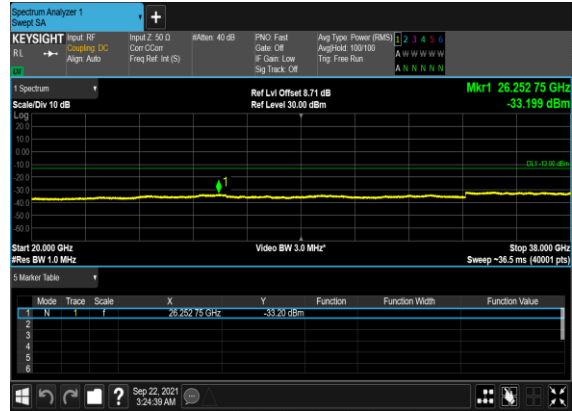 Spectrum Analyzer 1
Swept SA
+
KEYSIGHT Input: RF Input Z: 50 Ω #Atten: 40 dB PNO: Fast Avg Type: Power (RMS) 1 2 3 4 5 6
RL Coupling: DC Corr CCorr Gate: Off Avg|Hold: 100/100 A W W W W W
Align: Auto Freq Ref: Int (S) IF Gain: Low Trig: Free Run
LV Sig Track: Off A N N N N N
1 Spectrum Ref Lvl Offset 8.71 dB Mkr1 26.252 75 GHz
Scale/Div 10 dB Ref Level 30.00 dBm -33.199 dBm
Log
20.0
10.0
0.00
-10.0 DL1 -13.00 dBm
-20.0
1
-30.0
-40.0
-50.0
-60.0
Start 20.000 GHz Video BW 3.0 MHz* Stop 38.000 GHz
#Res BW 1.0 MHz Sweep ~36.5 ms (40001 pts)
5 Marker Table
Mode Trace Scale X Y Function Function Width Function Value
1 N 1 f 26.252 75 GHz -33.20 dBm
2
3
4
5
6
? Sep 22, 2021
3:24:39 AM